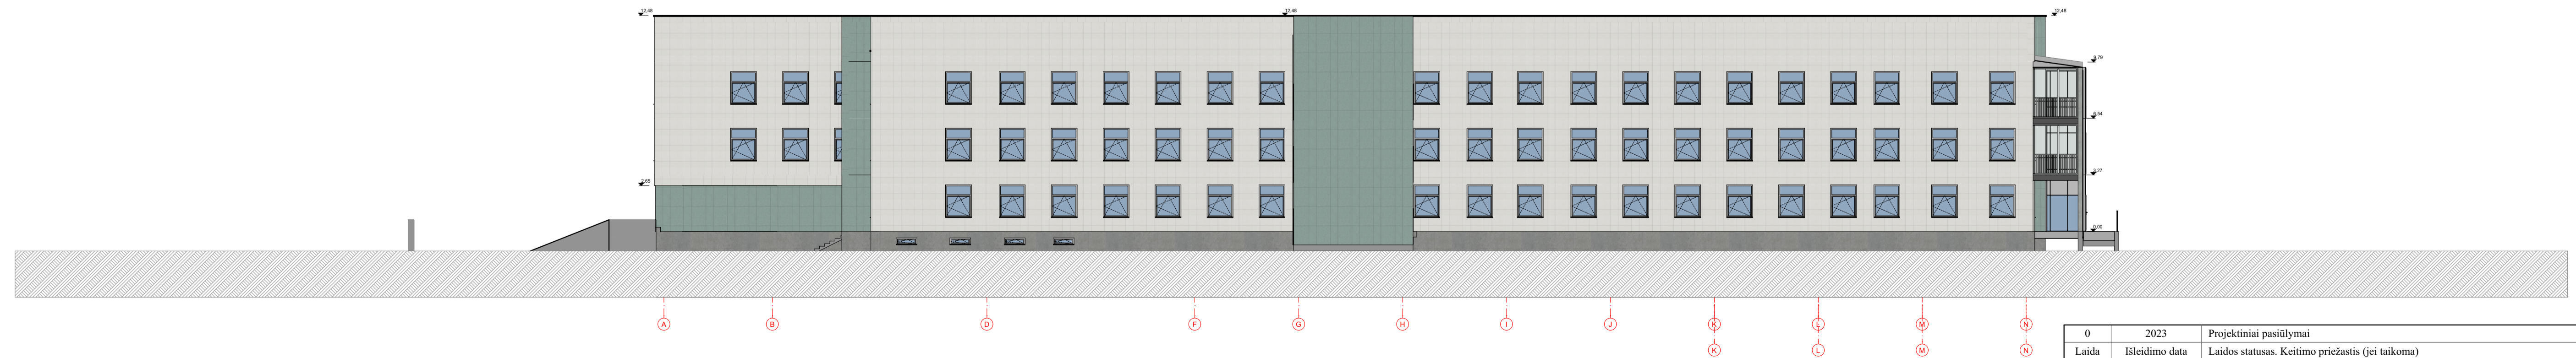 12,48 12,48 12,48
9,79
6,54
2,65
3,27
0,00
A B D F G H I J K L M N
K L M N
0 2023 Projektiniai pasiūlymai
Laida Išleidimo data Laidos statusas. Keitimo priežastis (jei taikoma)